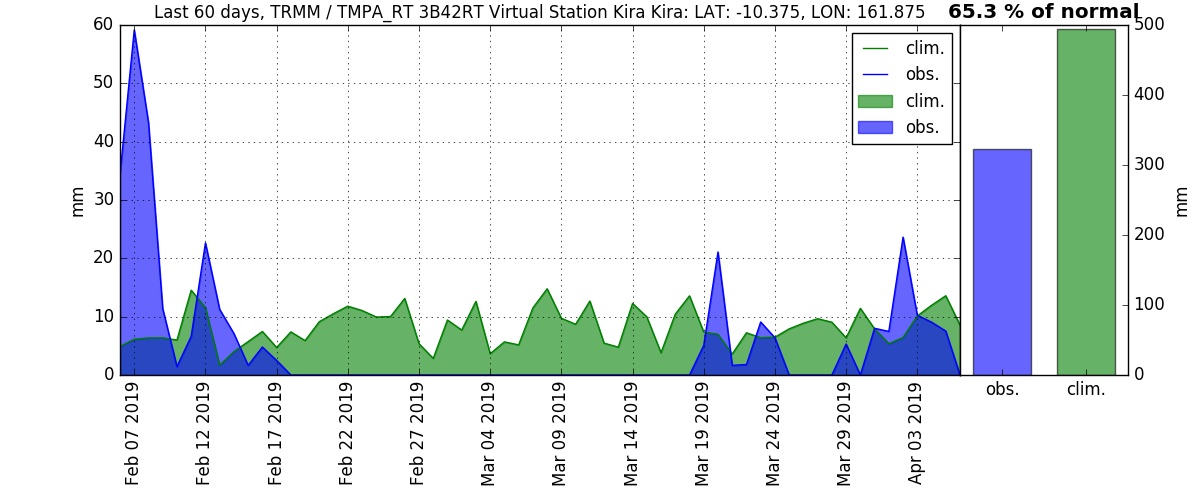 Last 60 days, TRMM / TMPA_RT 3B42RT Virtual Station Kira Kira: LAT: -10.375, LON: 161.875
65.3 % of normal
60
50
40
30
20
10
0
mm
clim.
obs.
clim.
obs.
500
400
300
200
100
0
mm
obs.
clim.
Feb 07 2019
Feb 12 2019
Feb 17 2019
Feb 22 2019
Feb 27 2019
Mar 04 2019
Mar 09 2019
Mar 14 2019
Mar 19 2019
Mar 24 2019
Mar 29 2019
Apr 03 2019